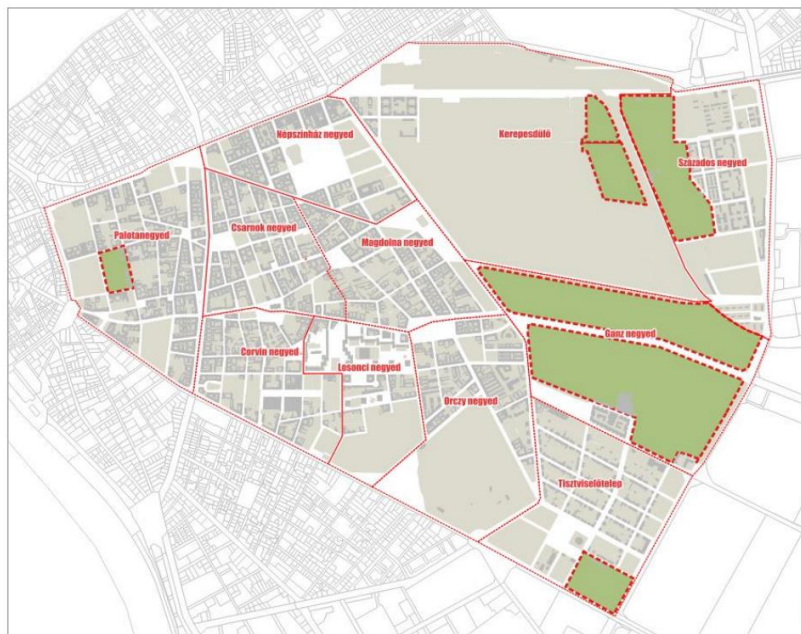 Népszínház negyed
Kerepesdűlő
Százados negyed
Palotanegyed
Csarnok negyed
Magdolna negyed
Ganz negyed
Corvin negyed
Losonci negyed
Orczy negyed
Tisztviselőtelep